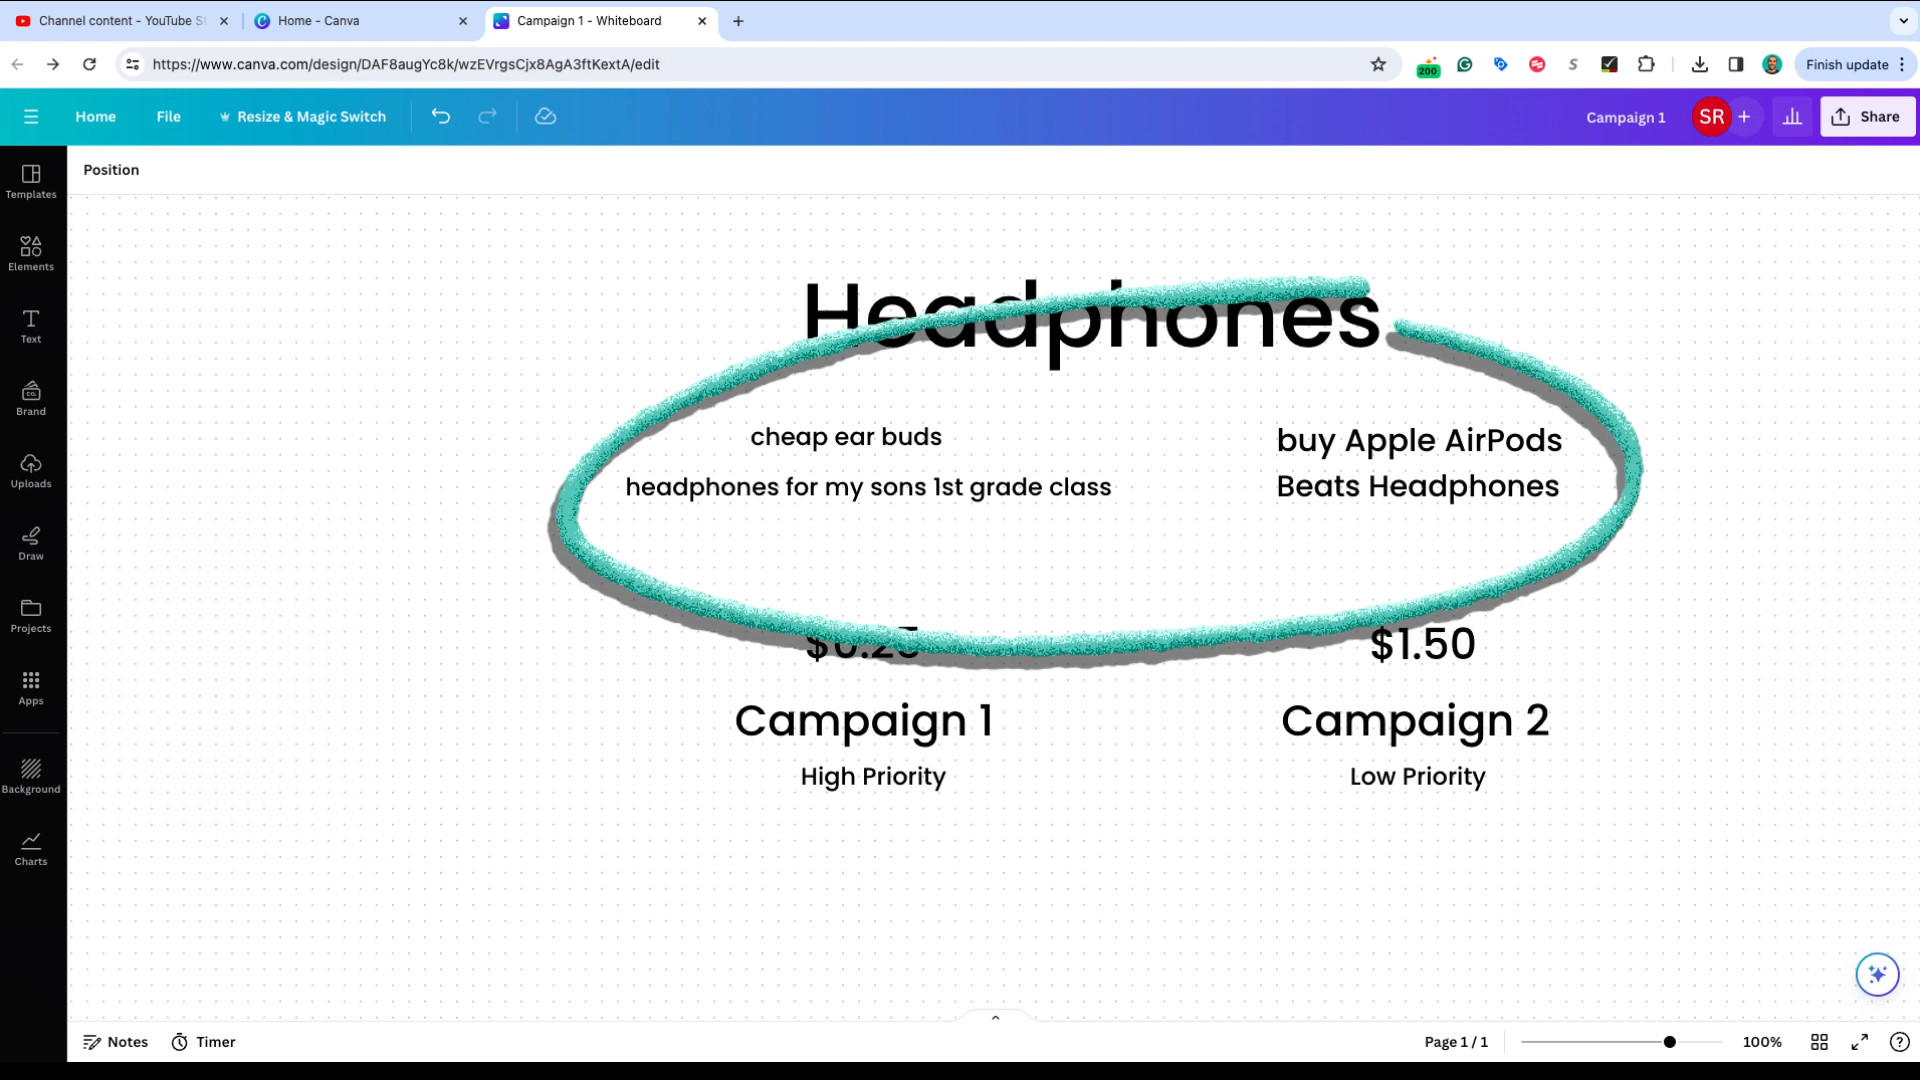 Channel content - YouTube S
Home - Canva
Campaign 1 - Whiteboard
https://www.canva.com/design/DAF8augYc8k/wzEVrgsCjx8AgA3ftKextA/edit
200
Finish update
Home
File
Resize & Magic Switch
Campaign 1
SR
Share
Position
Templates
Elements
Text
Brand
Uploads
Draw
Projects
Apps
Background
Charts
Headphones
cheap ear buds
headphones for my sons 1st grade class
buy Apple AirPods
Beats Headphones
$0.25
$1.50
Campaign 1
Campaign 2
High Priority
Low Priority
Notes
Timer
Page 1 / 1
100%